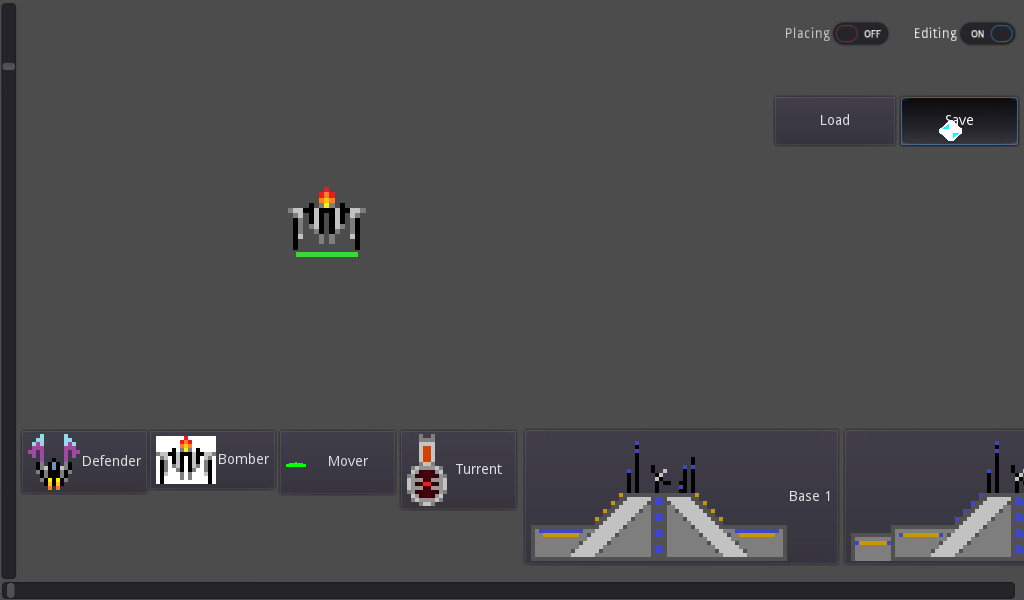 Placing OFF Editing ON
Load Save
Defender Bomber Mover Turrent Base 1